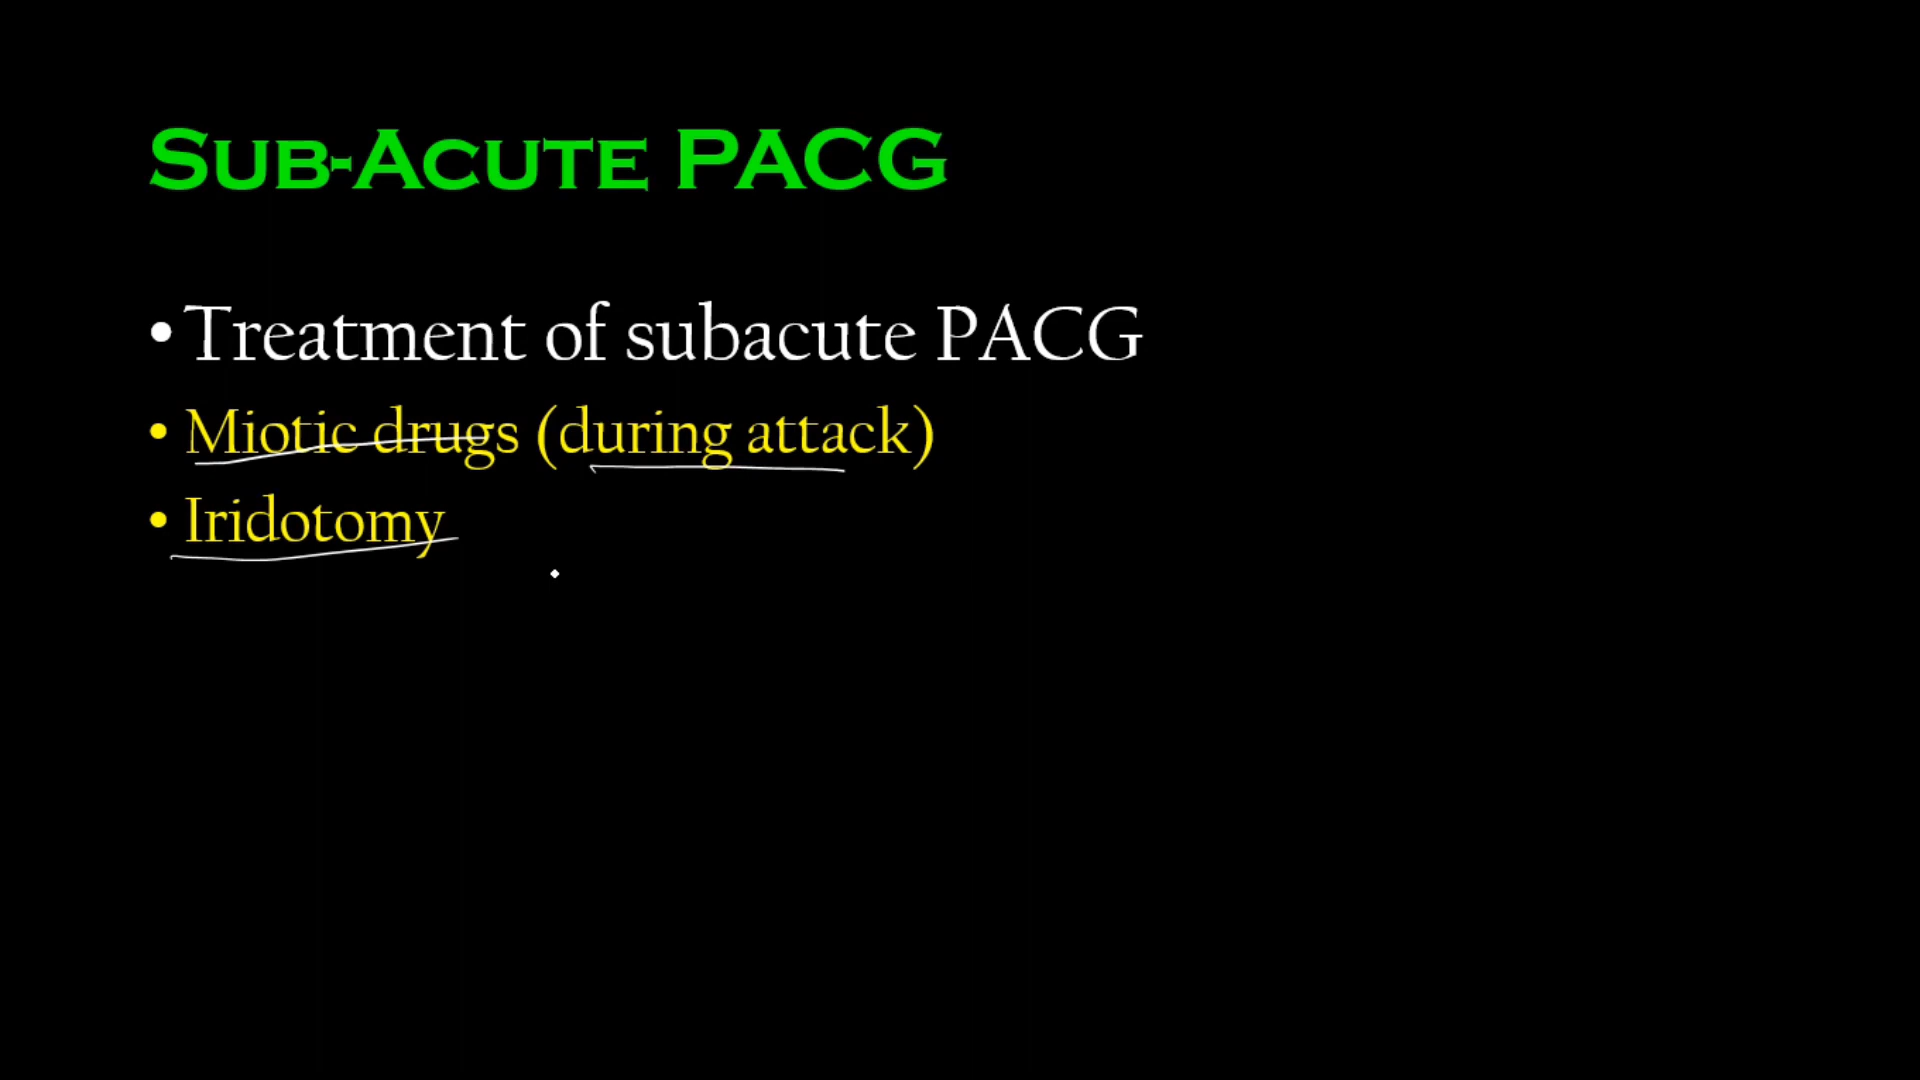 Sub-Acute PACG
• Treatment of subacute PACG
• Miotic drugs (during attack)
• Iridotomy